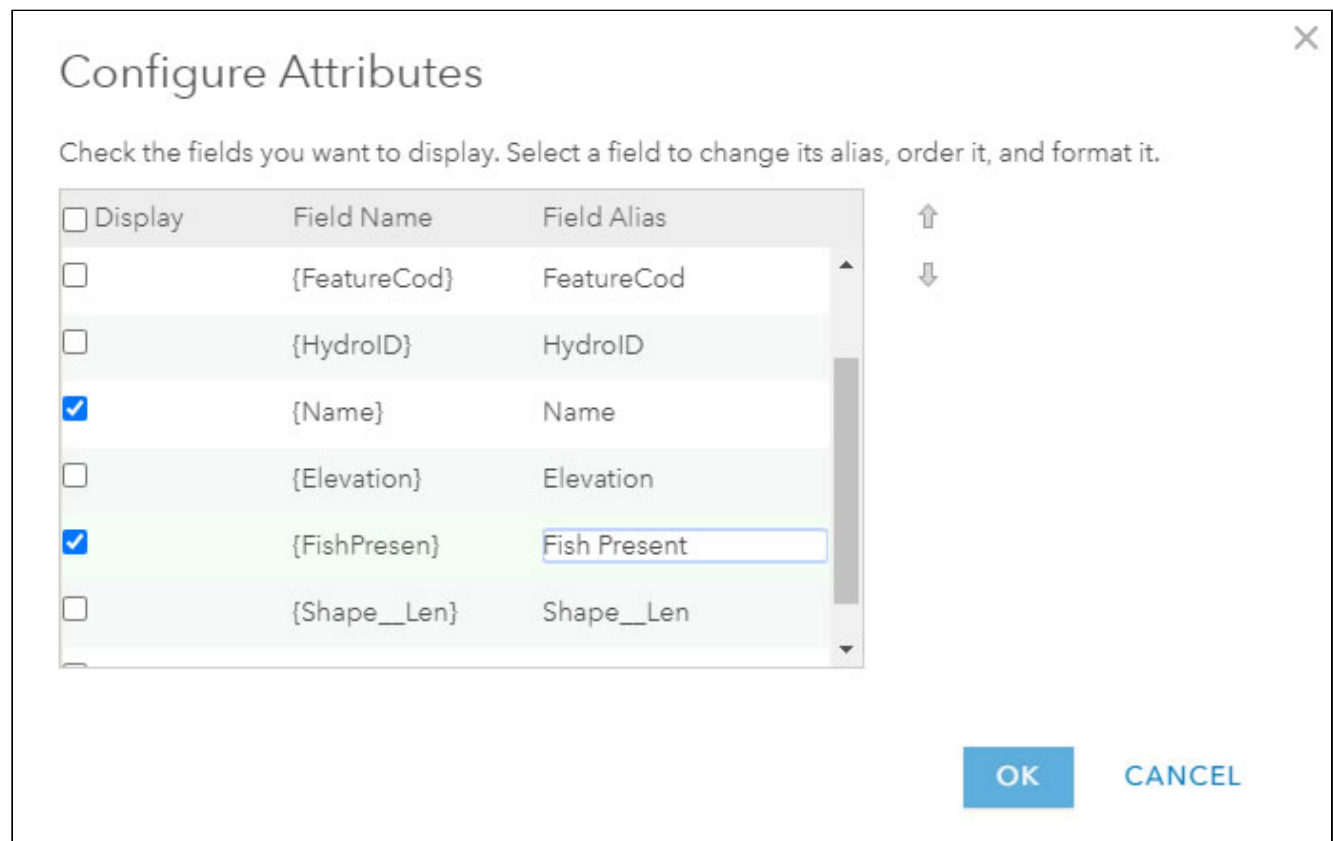 Configure Attributes
Check the fields you want to display. Select a field to change its alias, order it, and format it.
Display Field Name Field Alias
{FeatureCod} FeatureCod
{HydroID} HydroID
{Name} Name
{Elevation} Elevation
{FishPresen} Fish Present
{Shape__Len} Shape__Len
OK CANCEL